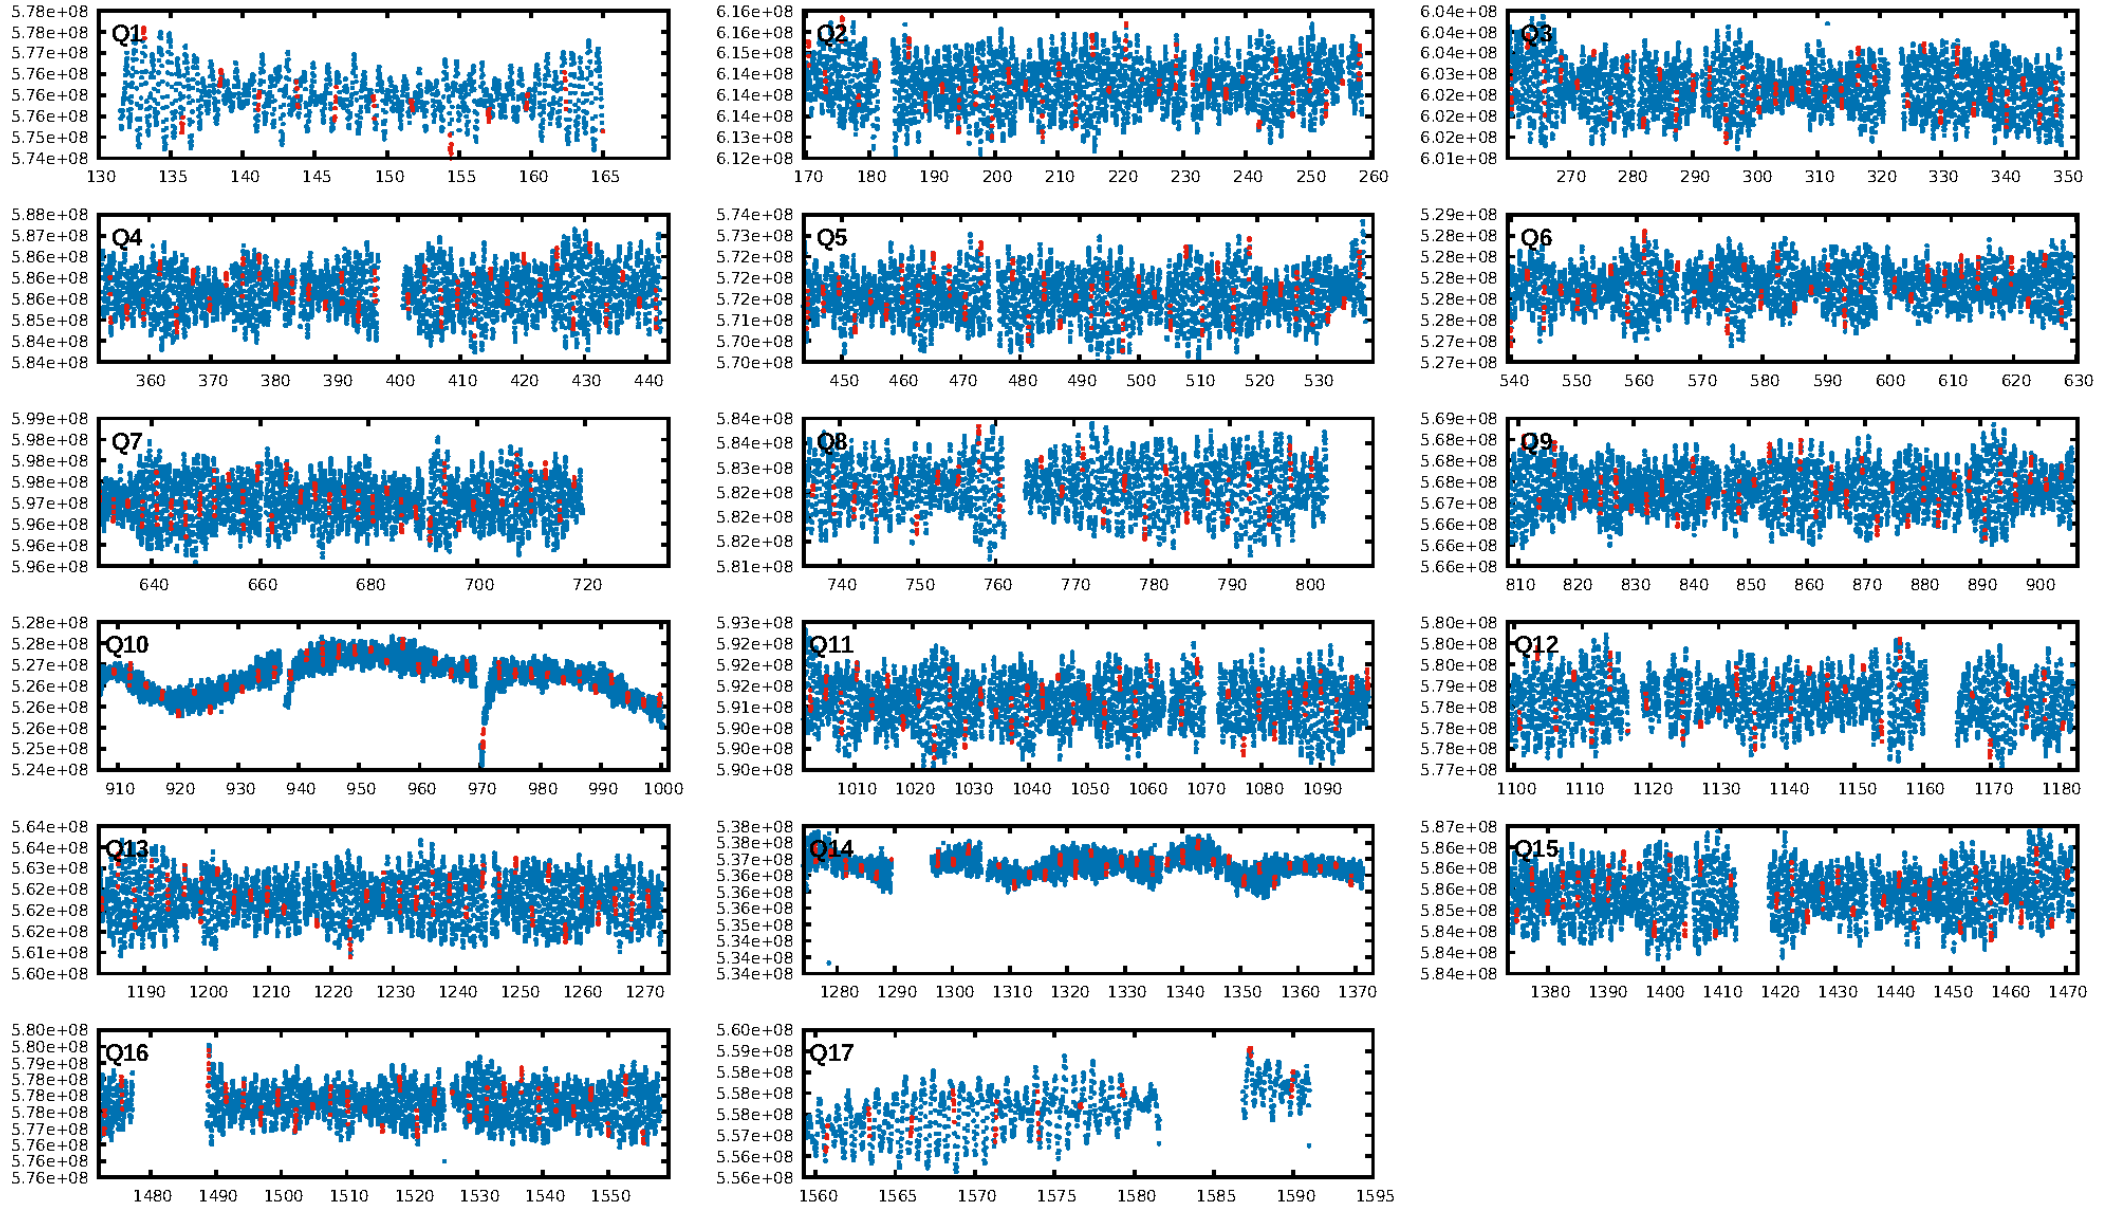 5.78e+08
5.78e+08
5.77e+08
5.76e+08
5.76e+08
5.76e+08
5.75e+08
5.74e+08
Q1
130 135 140 145 150 155 160 165
6.16e+08
6.16e+08
6.15e+08
6.14e+08
6.14e+08
6.14e+08
6.13e+08
6.12e+08
Q2
170 180 190 200 210 220 230 240 250 260
6.04e+08
6.04e+08
6.04e+08
6.03e+08
6.02e+08
6.02e+08
6.02e+08
6.01e+08
Q3
270 280 290 300 310 320 330 340 350
5.88e+08
5.87e+08
5.86e+08
5.86e+08
5.86e+08
5.85e+08
5.84e+08
5.84e+08
Q4
360 370 380 390 400 410 420 430 440
5.74e+08
5.73e+08
5.72e+08
5.72e+08
5.72e+08
5.71e+08
5.70e+08
5.70e+08
Q5
450 460 470 480 490 500 510 520 530
5.29e+08
5.28e+08
5.28e+08
5.28e+08
5.28e+08
5.28e+08
5.27e+08
5.27e+08
Q6
540 550 560 570 580 590 600 610 620 630
5.99e+08
5.98e+08
5.98e+08
5.98e+08
5.97e+08
5.96e+08
5.96e+08
5.96e+08
Q7
640 660 680 700 720
5.84e+08
5.84e+08
5.83e+08
5.82e+08
5.82e+08
5.82e+08
5.81e+08
Q8
740 750 760 770 780 790 800
5.69e+08
5.68e+08
5.68e+08
5.68e+08
5.67e+08
5.66e+08
5.66e+08
5.66e+08
Q9
810 820 830 840 850 860 870 880 890 900
5.28e+08
5.28e+08
5.27e+08
5.26e+08
5.26e+08
5.26e+08
5.25e+08
5.24e+08
Q10
910 920 930 940 950 960 970 980 990 1000
5.93e+08
5.92e+08
5.92e+08
5.92e+08
5.91e+08
5.90e+08
5.90e+08
5.90e+08
Q11
1010 1020 1030 1040 1050 1060 1070 1080 1090
5.80e+08
5.80e+08
5.80e+08
5.79e+08
5.78e+08
5.78e+08
5.78e+08
5.77e+08
Q12
1100 1110 1120 1130 1140 1150 1160 1170 1180
5.64e+08
5.64e+08
5.63e+08
5.62e+08
5.62e+08
5.62e+08
5.61e+08
5.60e+08
Q13
1190 1200 1210 1220 1230 1240 1250 1260 1270
5.38e+08
5.38e+08
5.37e+08
5.36e+08
5.36e+08
5.36e+08
5.35e+08
5.34e+08
5.34e+08
5.34e+08
Q14
1280 1290 1300 1310 1320 1330 1340 1350 1360 1370
5.87e+08
5.86e+08
5.86e+08
5.86e+08
5.85e+08
5.84e+08
5.84e+08
5.84e+08
Q15
1380 1390 1400 1410 1420 1430 1440 1450 1460 1470
5.80e+08
5.80e+08
5.79e+08
5.78e+08
5.78e+08
5.78e+08
5.77e+08
5.76e+08
5.76e+08
5.76e+08
Q16
1480 1490 1500 1510 1520 1530 1540 1550
5.60e+08
5.59e+08
5.58e+08
5.58e+08
5.58e+08
5.57e+08
5.56e+08
5.56e+08
Q17
1560 1565 1570 1575 1580 1585 1590 1595